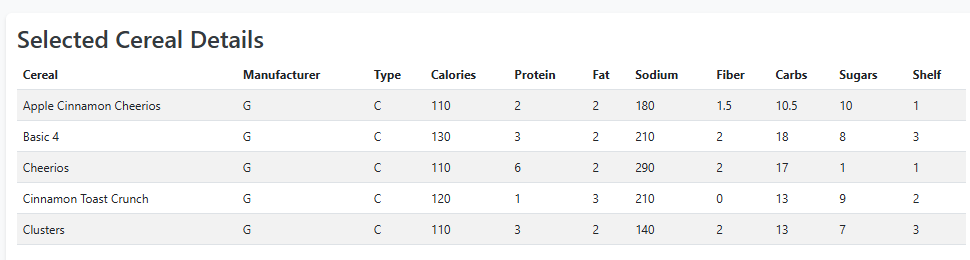 Selected Cereal Details
Cereal Manufacturer Type Calories Protein Fat Sodium Fiber Carbs Sugars Shelf
Apple Cinnamon Cheerios G C 110 2 2 180 1.5 10.5 10 1
Basic 4 G C 130 3 2 210 2 18 8 3
Cheerios G C 110 6 2 290 2 17 1 1
Cinnamon Toast Crunch G C 120 1 3 210 0 13 9 2
Clusters G C 110 3 2 140 2 13 7 3